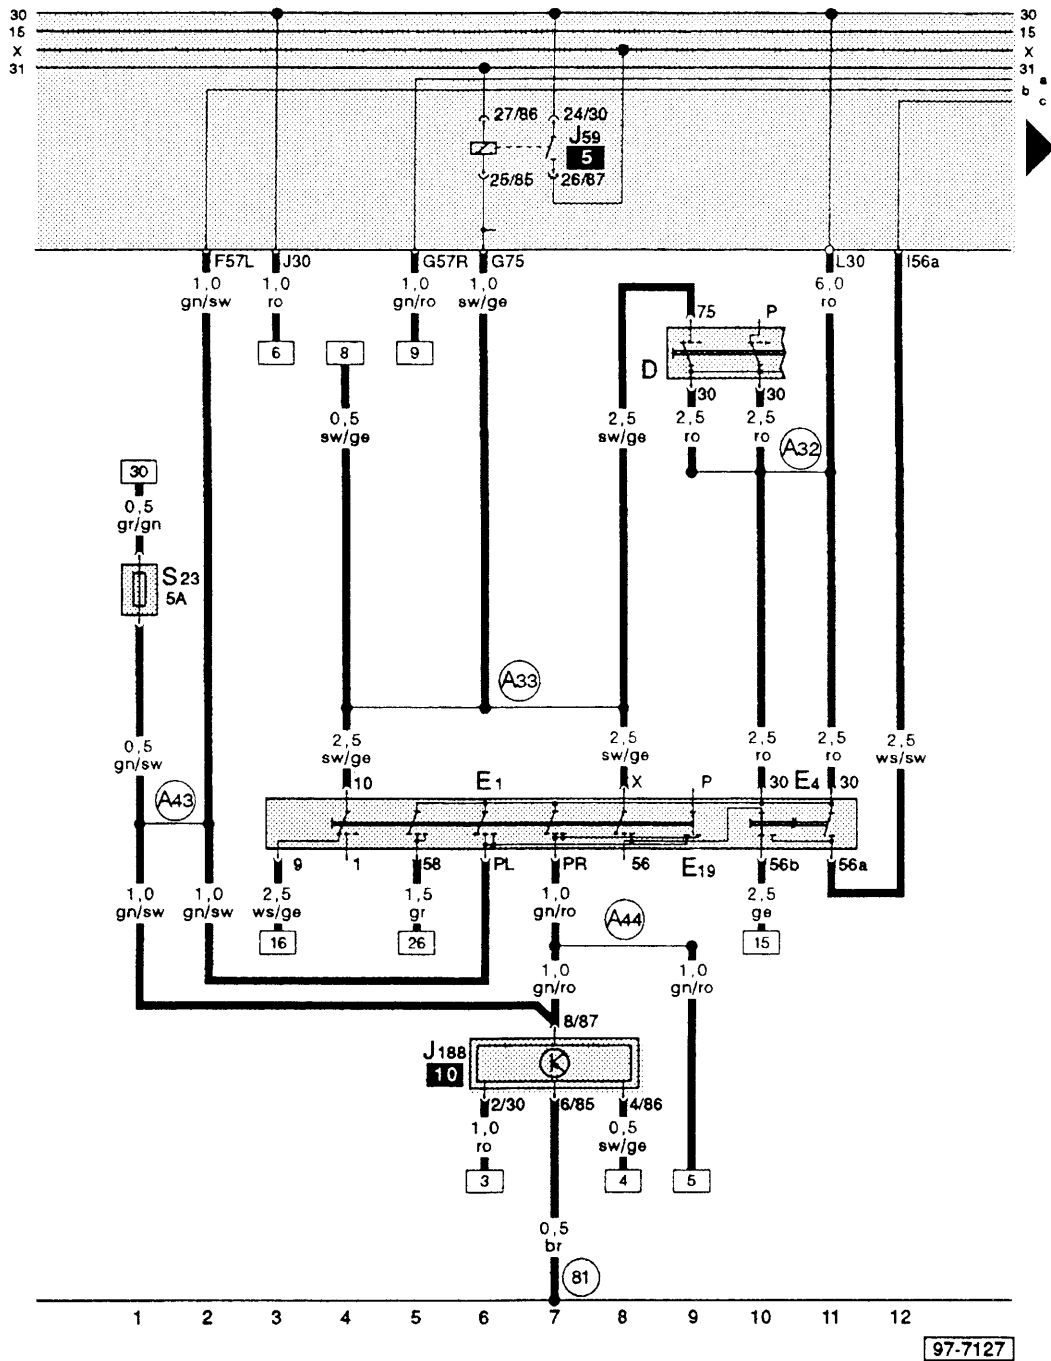 30 30
15 15
X X
31 31
a
b
c
27/86 24/30
J59
5
25/85 26/87
F57L J30 G57R G75 L30 I56a
1,0 1,0 1,0 1,0 6,0
gn/sw ro gn/ro sw/ge ro
75 P
6 8 9
D
30 30
0,5 2,5 2,5 2,5
sw/ge sw/ge ro ro
A32
30
0,5
gr/gn
S23
5A
A33
0,5 2,5 2,5 2,5 2,5 2,5
gn/sw sw/ge sw/ge ro ro ws/sw
10 E1 X P 30 E4 30
A43
9 1 58 PL PR 56 E19 56b 56a
1,0 1,0 2,5 1,5 1,0 2,5
gn/sw gn/sw ws/ge gr gn/ro ge
A44
16 26 15
1,0 1,0
gn/ro gn/ro
8/87
J188
10
2/30 6/85 4/86
1,0 0,5
ro sw/ge
3 4 5
0,5
br
81
1 2 3 4 5 6 7 8 9 10 11 12
97-7127